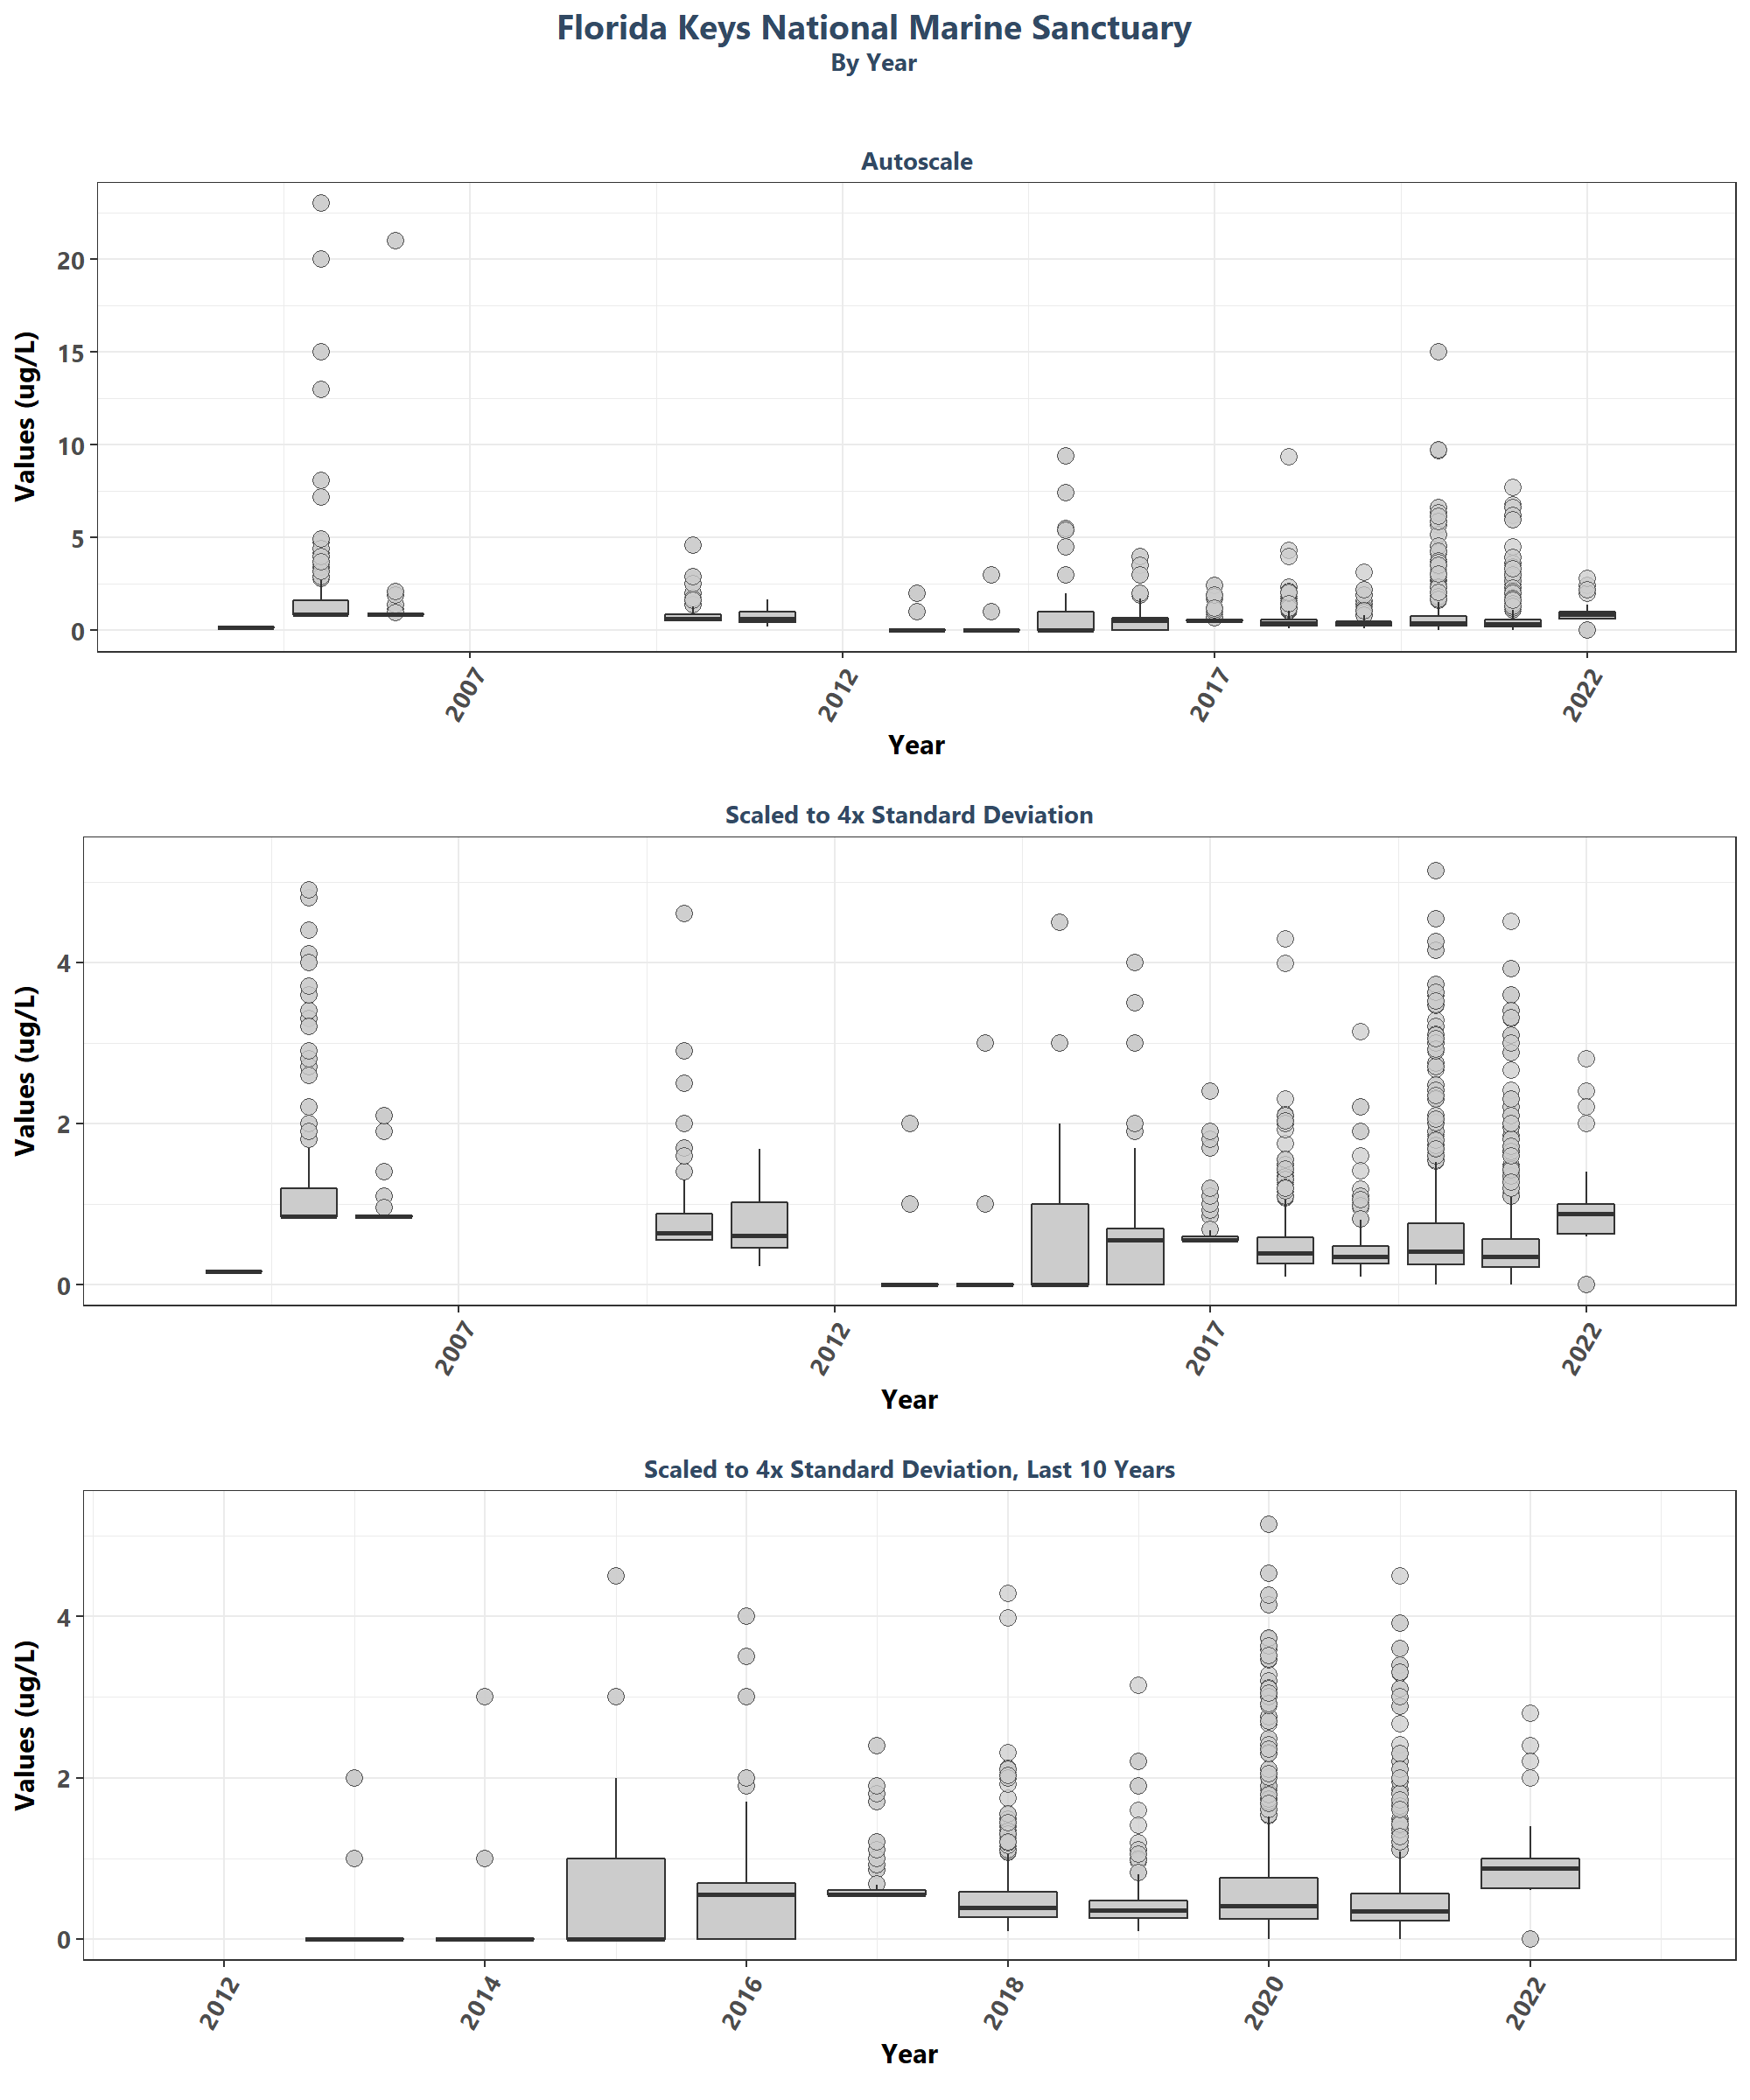 Florida Keys National Marine Sanctuary
By Year
Autoscale
Values (ug/L)
20
15
10
5
0
2007 2012 2017 2022
Year
Scaled to 4x Standard Deviation
Values (ug/L)
4
2
0
2007 2012 2017 2022
Year
Scaled to 4x Standard Deviation, Last 10 Years
Values (ug/L)
4
2
0
2012 2014 2016 2018 2020 2022
Year